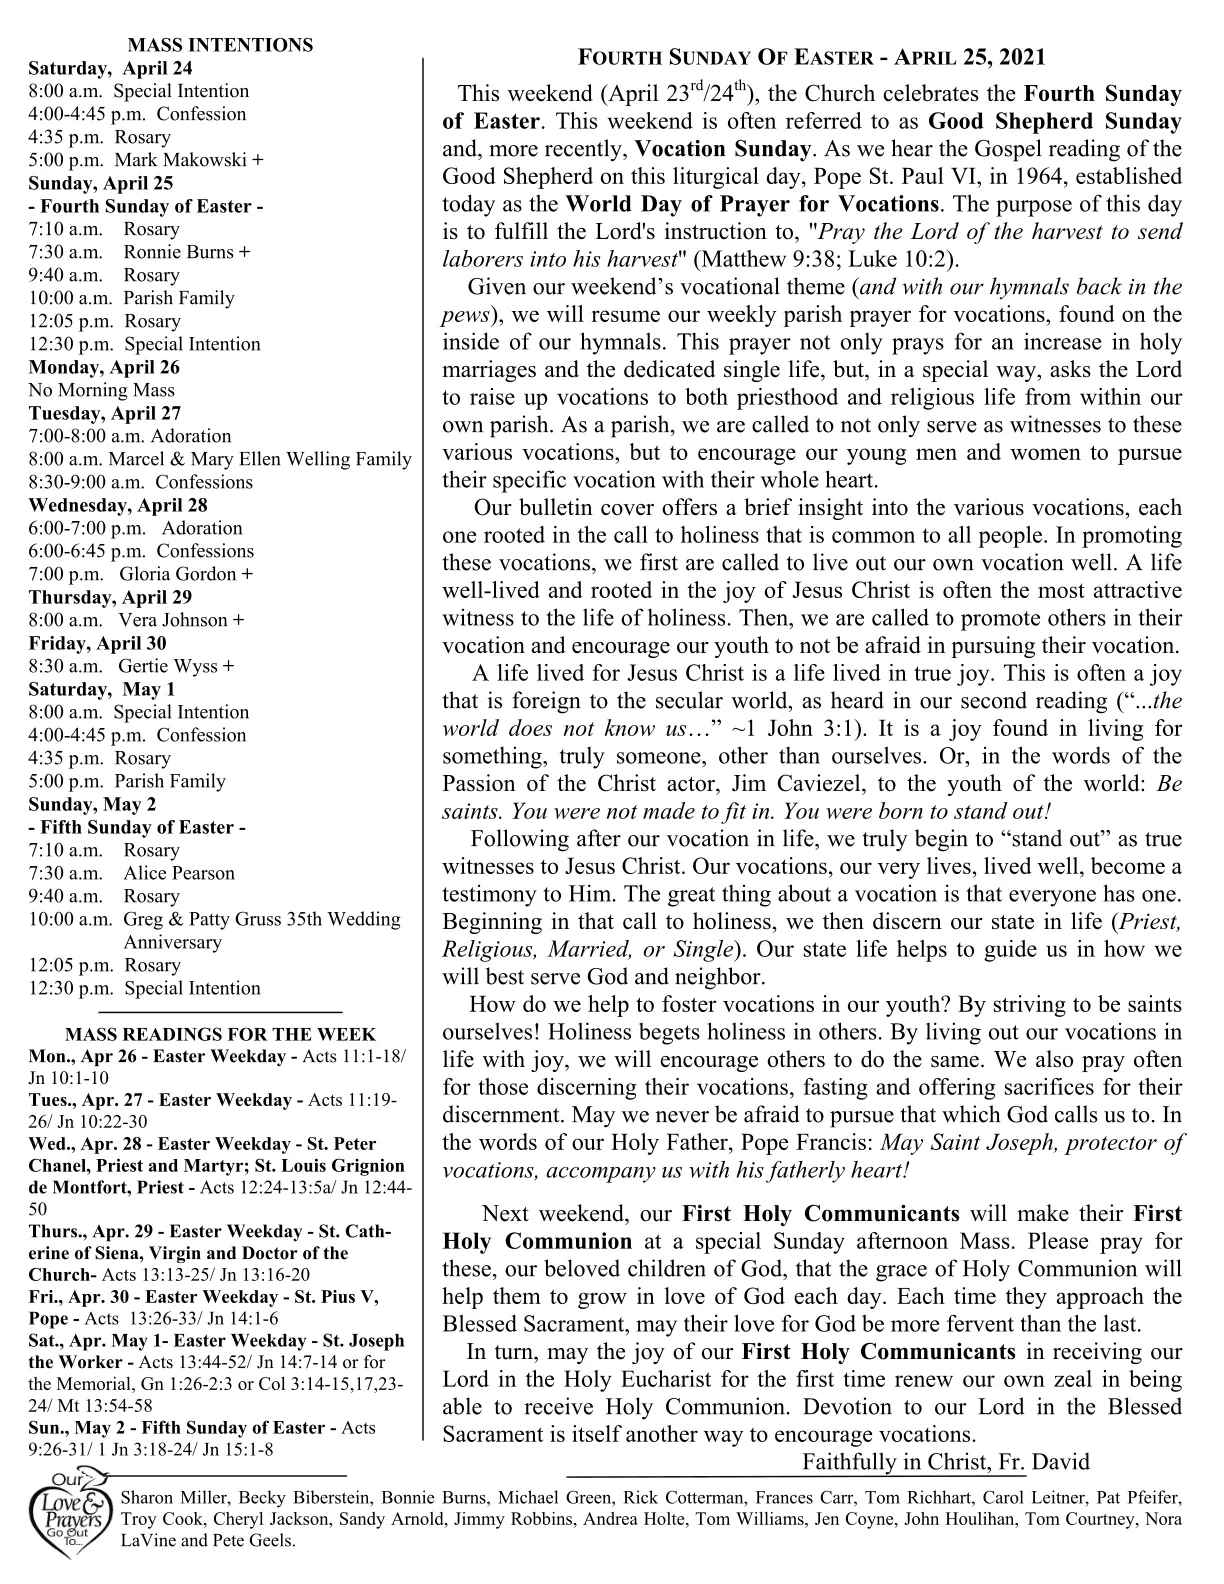 MASS INTENTIONS
Saturday,  April 24
8:00 a.m.  Special Intention
4:00-4:45 p.m.  Confession
4:35 p.m.  Rosary
5:00 p.m.  Mark Makowski +
Sunday, April 25
- Fourth Sunday of Easter -
7:10 a.m.    Rosary
7:30 a.m.    Ronnie Burns +
9:40 a.m.    Rosary
10:00 a.m.  Parish Family
12:05 p.m.  Rosary
12:30 p.m.  Special Intention
Monday, April 26
No Morning Mass
Tuesday, April 27
7:00-8:00 a.m. Adoration
8:00 a.m. Marcel & Mary Ellen Welling Family
8:30-9:00 a.m.  Confessions
Wednesday, April 28
6:00-7:00 p.m.   Adoration
6:00-6:45 p.m.  Confessions
7:00 p.m.   Gloria Gordon +
Thursday, April 29
8:00 a.m.   Vera Johnson +
Friday, April 30
8:30 a.m.   Gertie Wyss +
Saturday,  May 1
8:00 a.m.  Special Intention
4:00-4:45 p.m.  Confession
4:35 p.m.  Rosary
5:00 p.m.  Parish Family
Sunday, May 2
- Fifth Sunday of Easter -
7:10 a.m.    Rosary
7:30 a.m.    Alice Pearson
9:40 a.m.    Rosary
10:00 a.m.  Greg & Patty Gruss 35th Wedding
Anniversary
12:05 p.m.  Rosary
12:30 p.m.  Special Intention
MASS READINGS FOR THE WEEK
Mon., Apr 26 - Easter Weekday - Acts 11:1-18/
Jn 10:1-10
Tues., Apr. 27 - Easter Weekday - Acts 11:19-
26/ Jn 10:22-30
Wed., Apr. 28 - Easter Weekday - St. Peter
Chanel, Priest and Martyr; St. Louis Grignion
de Montfort, Priest - Acts 12:24-13:5a/ Jn 12:44-
50
Thurs., Apr. 29 - Easter Weekday - St. Cath-
erine of Siena, Virgin and Doctor of the
Church- Acts 13:13-25/ Jn 13:16-20
Fri., Apr. 30 - Easter Weekday - St. Pius V,
Pope - Acts  13:26-33/ Jn 14:1-6
Sat., Apr. May 1- Easter Weekday - St. Joseph
the Worker - Acts 13:44-52/ Jn 14:7-14 or for
the Memorial, Gn 1:26-2:3 or Col 3:14-15,17,23-
24/ Mt 13:54-58
Sun., May 2 - Fifth Sunday of Easter - Acts
9:26-31/ 1 Jn 3:18-24/ Jn 15:1-8
FOURTH SUNDAY OF EASTER - APRIL 25, 2021
This weekend (April 23rd/24th), the Church celebrates the Fourth Sunday
of Easter. This weekend is often referred to as Good Shepherd Sunday
and, more recently, Vocation Sunday. As we hear the Gospel reading of the
Good Shepherd on this liturgical day, Pope St. Paul VI, in 1964, established
today as the World Day of Prayer for Vocations. The purpose of this day
is to fulfill the Lord's instruction to, "Pray the Lord of the harvest to send
laborers into his harvest" (Matthew 9:38; Luke 10:2).
Given our weekend’s vocational theme (and with our hymnals back in the
pews), we will resume our weekly parish prayer for vocations, found on the
inside of our hymnals. This prayer not only prays for an increase in holy
marriages and the dedicated single life, but, in a special way, asks the Lord
to raise up vocations to both priesthood and religious life from within our
own parish. As a parish, we are called to not only serve as witnesses to these
various vocations, but to encourage our young men and women to pursue
their specific vocation with their whole heart.
Our bulletin cover offers a brief insight into the various vocations, each
one rooted in the call to holiness that is common to all people. In promoting
these vocations, we first are called to live out our own vocation well. A life
well-lived and rooted in the joy of Jesus Christ is often the most attractive
witness to the life of holiness. Then, we are called to promote others in their
vocation and encourage our youth to not be afraid in pursuing their vocation.
A life lived for Jesus Christ is a life lived in true joy. This is often a joy
that is foreign to the secular world, as heard in our second reading (“...the
world does not know us…” ~1 John 3:1). It is a joy found in living for
something, truly someone, other than ourselves. Or, in the words of the
Passion of the Christ actor, Jim Caviezel, to the youth of the world: Be
saints. You were not made to fit in. You were born to stand out!
Following after our vocation in life, we truly begin to “stand out” as true
witnesses to Jesus Christ. Our vocations, our very lives, lived well, become a
testimony to Him. The great thing about a vocation is that everyone has one.
Beginning in that call to holiness, we then discern our state in life (Priest,
Religious, Married, or Single). Our state life helps to guide us in how we
will best serve God and neighbor.
How do we help to foster vocations in our youth? By striving to be saints
ourselves! Holiness begets holiness in others. By living out our vocations in
life with joy, we will encourage others to do the same. We also pray often
for those discerning their vocations, fasting and offering sacrifices for their
discernment. May we never be afraid to pursue that which God calls us to. In
the words of our Holy Father, Pope Francis: May Saint Joseph, protector of
vocations, accompany us with his fatherly heart!
Next weekend, our First Holy Communicants will make their First
Holy Communion at a special Sunday afternoon Mass. Please pray for
these, our beloved children of God, that the grace of Holy Communion will
help them to grow in love of God each day. Each time they approach the
Blessed Sacrament, may their love for God be more fervent than the last.
In turn, may the joy of our First Holy Communicants in receiving our
Lord in the Holy Eucharist for the first time renew our own zeal in being
able to receive Holy Communion. Devotion to our Lord in the Blessed
Sacrament is itself another way to encourage vocations.
Faithfully in Christ, Fr. David
Our
Love &
Prayers
Go Out
To...
Sharon Miller, Becky Biberstein, Bonnie Burns, Michael Green, Rick Cotterman, Frances Carr, Tom Richhart, Carol Leitner, Pat Pfeifer,
Troy Cook, Cheryl Jackson, Sandy Arnold, Jimmy Robbins, Andrea Holte, Tom Williams, Jen Coyne, John Houlihan, Tom Courtney, Nora
LaVine and Pete Geels.